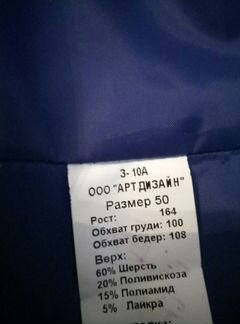 3-10А
ООО "АРТДИЗАЙН"
Размер 50
Рост: 164
Обхват груди: 100
Обхват бедер: 108
Верх:
60% Шерсть
20% Поливискоза
15% Полиамид
5% Лайкра